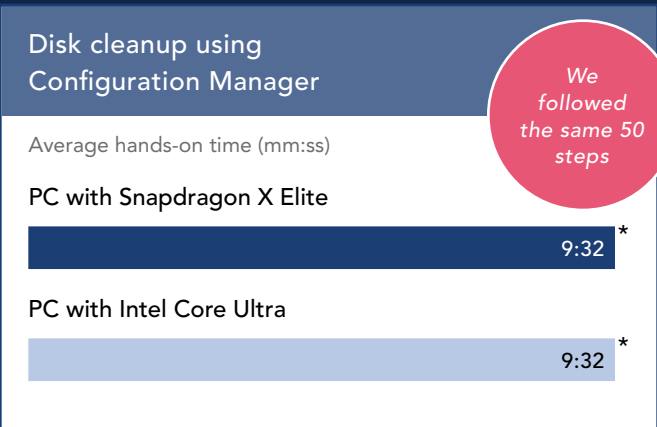 Disk cleanup using
Configuration Manager
We
followed
the same 50
steps
Average hands-on time (mm:ss)
PC with Snapdragon X Elite
9:32 *
PC with Intel Core Ultra
9:32 *